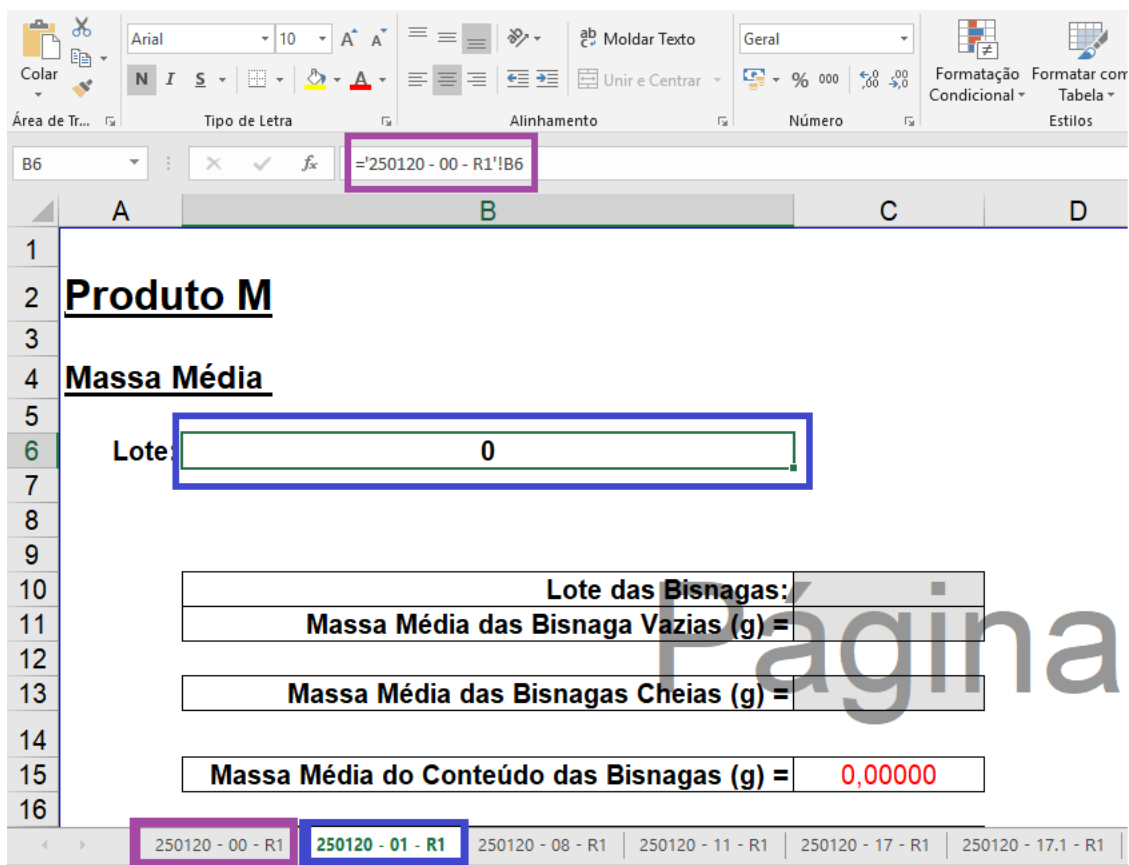 Colar
Arial
10
A A
ab Moldar Texto
Geral
N I S
A
Unir e Centrar
% 000
,00
,00
,0
Formatação Condicional
Formatar com Tabela
Área de Tr...
Tipo de Letra
Alinhamento
Número
Estilos
B6
fx
='250120 - 00 - R1'!B6
A B C D
1
2 Produto M
3
4 Massa Média
5
6 Lote: 0
7
8
9
10 Lote das Bisnagas:
11 Massa Média das Bisnaga Vazias (g) =
Página
12
13 Massa Média das Bisnagas Cheias (g) =
14
15 Massa Média do Conteúdo das Bisnagas (g) = 0,00000
16
250120 - 00 - R1 250120 - 01 - R1 250120 - 08 - R1 250120 - 11 - R1 250120 - 17 - R1 250120 - 17.1 - R1